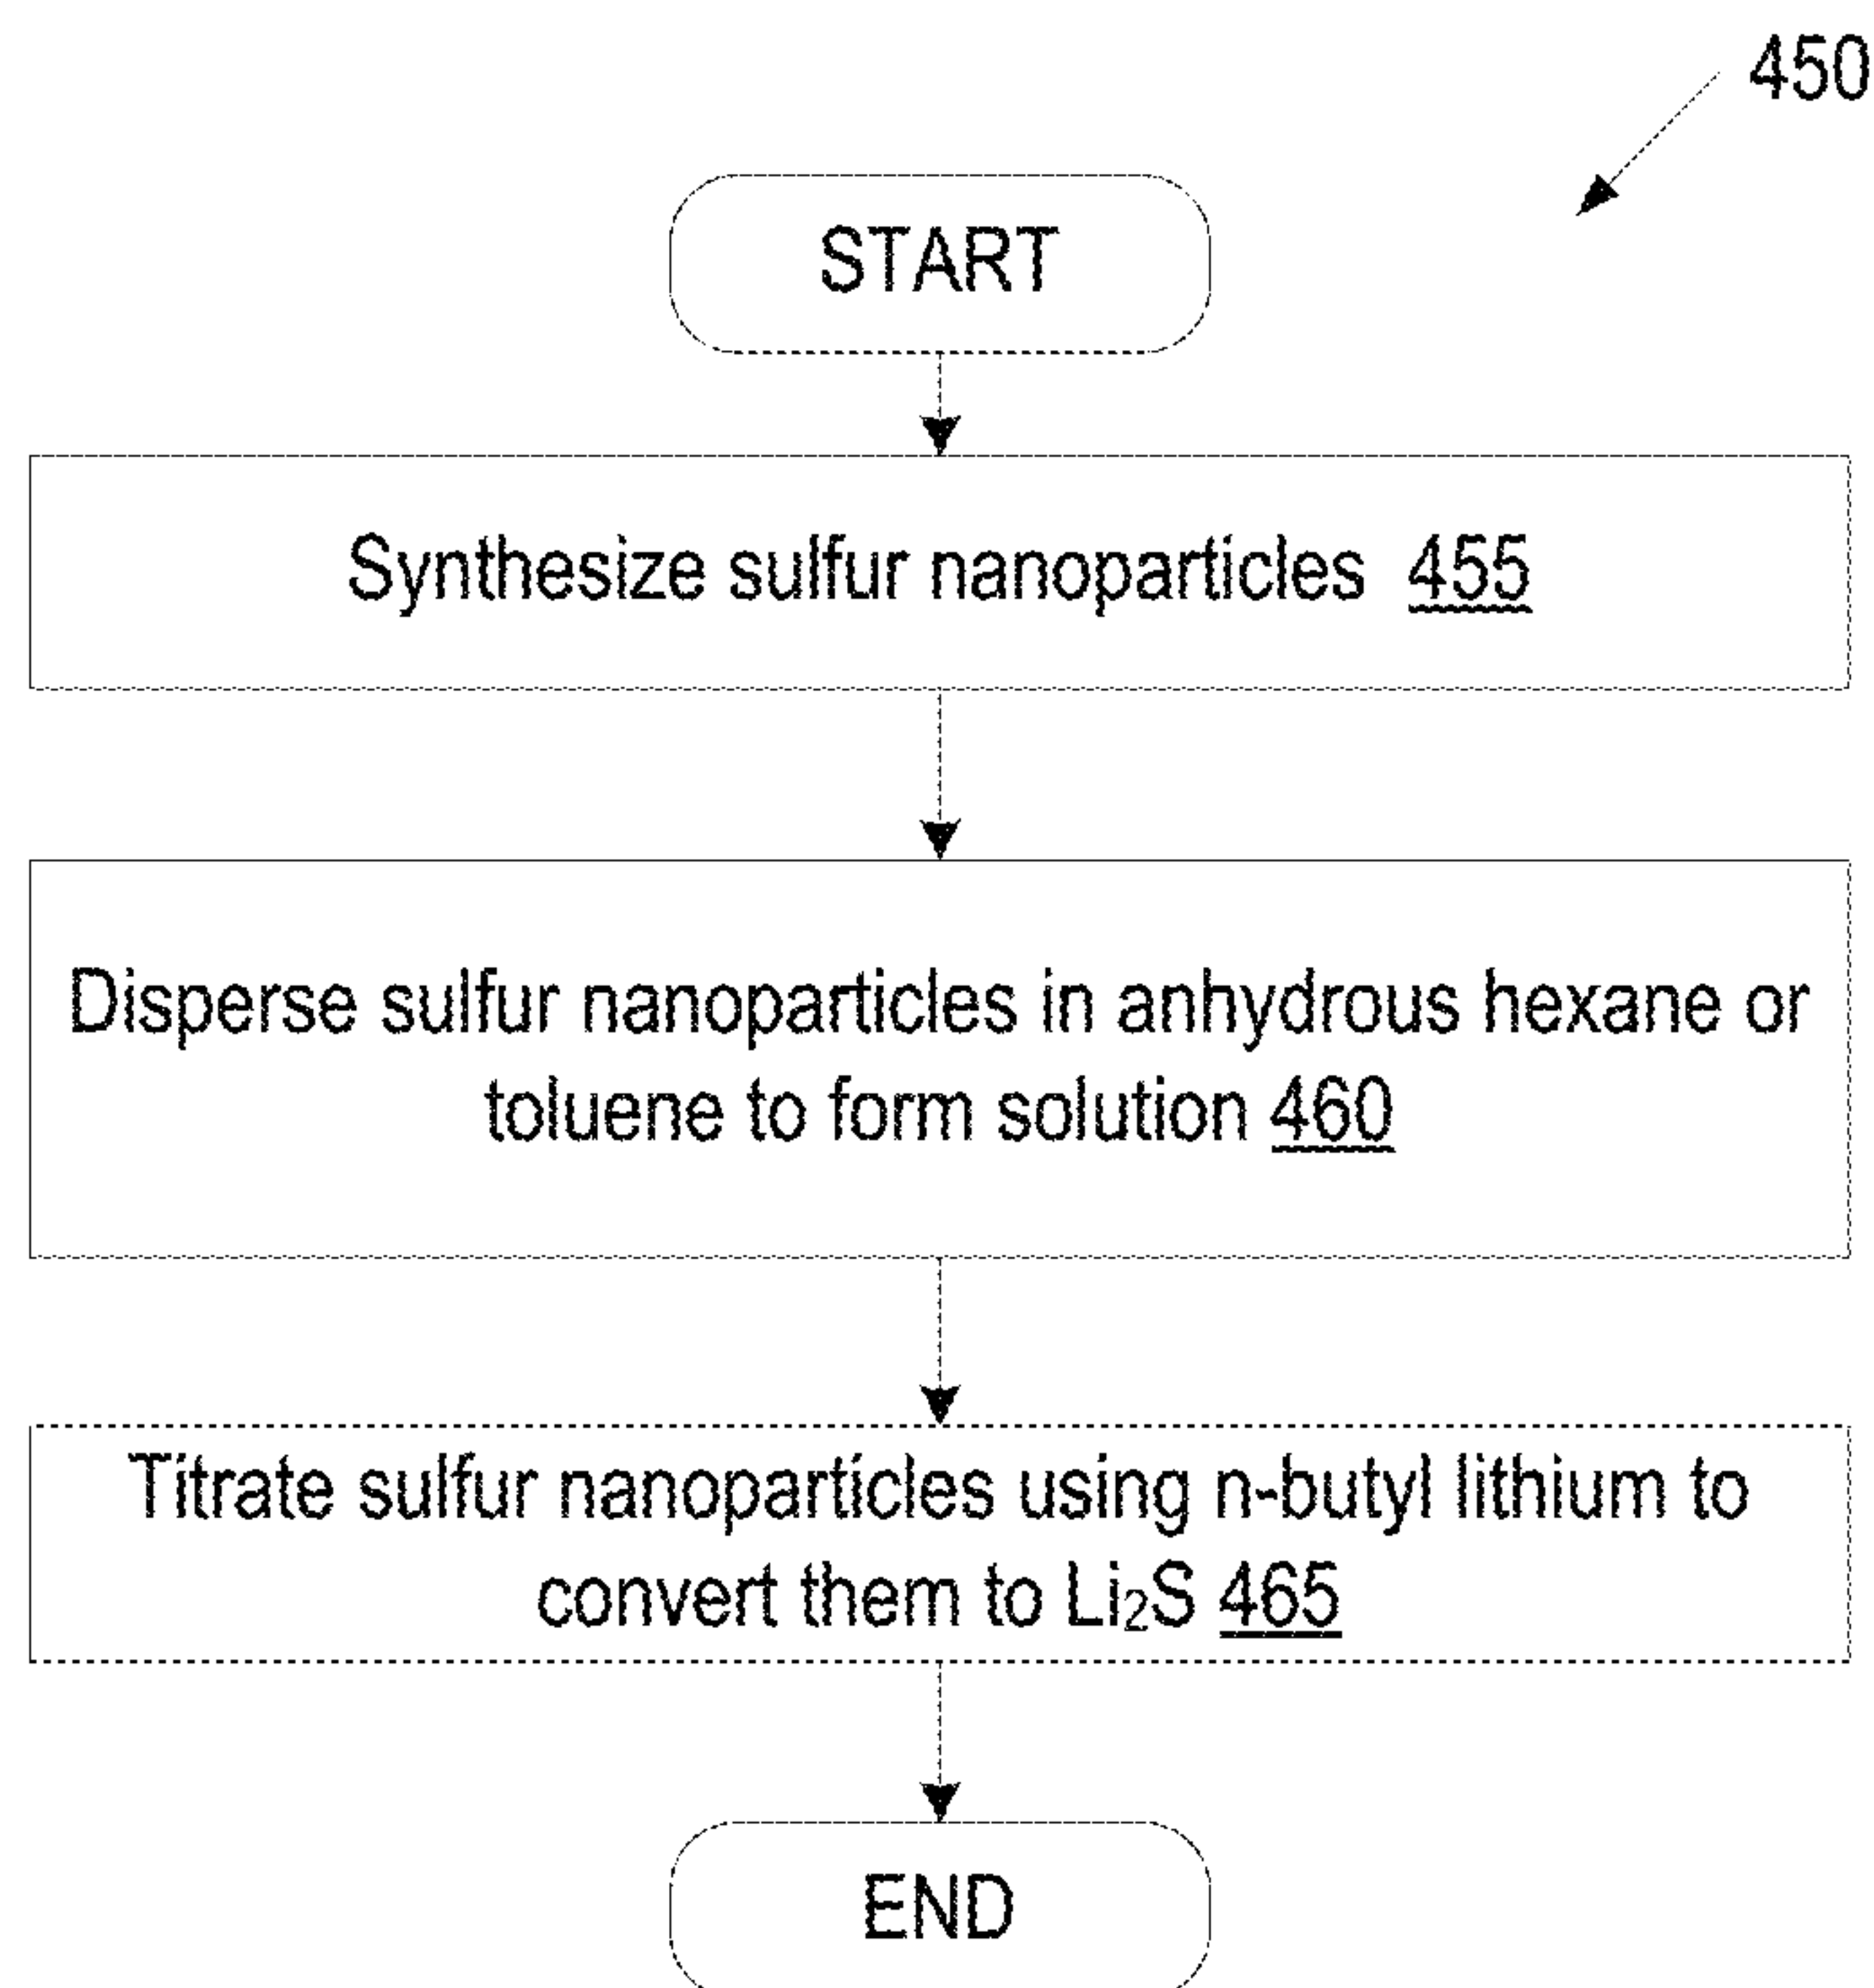 450
START
Synthesize sulfur nanoparticles 455
Disperse sulfur nanoparticles in anhydrous hexane or
toluene to form solution 460
Titrate sulfur nanoparticles using n-butyl lithium to
convert them to Li₂S 465
END